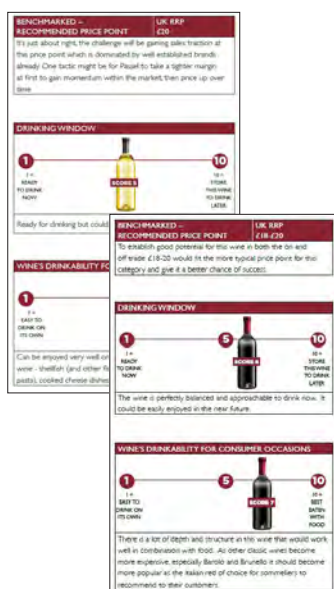 BENCHMARKED –
RECOMMENDED PRICE POINT
UK RRP
£20
It's just about right, the challenge will be gaining sales traction at
this price point which is dominated by well established brands
already. One tactic might be for Pasiel to take a tighter margin
at first to gain momentum within the market, then price up over
time.
DRINKING WINDOW
1
10
1 =
READY
TO DRINK
NOW
SCORE 5
10 =
STORE
THIS WINE
TO DRINK
LATER
Ready for drinking but could
WINE'S DRINKABILITY FO
1
1 =
EASY TO
DRINK ON
ITS OWN
Can be enjoyed very well on
wine - shellfish (and other fi
pasta), cooked cheese dishes
BENCHMARKED –
RECOMMENDED PRICE POINT
UK RRP
£18-£20
To establish good potential for this wine in both the on and
off trade £18-20 would fit the more typical price point for this
category and give it a better chance of success.
DRINKING WINDOW
1
5
10
1 =
READY
TO DRINK
NOW
SCORE 6
10 =
STORE
THIS WINE
TO DRINK
LATER
The wine is perfectly balanced and approachable to drink now. It
could be easily enjoyed in the near future.
WINE'S DRINKABILITY FOR CONSUMER OCCASIONS
1
5
10
1 =
EASY TO
DRINK ON
ITS OWN
SCORE 7
10 =
BEST
EATEN
WITH
FOOD
There is a lot of depth and structure in the wine that would work
well in combination with food. As other classic wines become
more expensive, especially Barolo and Brunello it should become
more popular as the Italian red of choice for sommeliers to
recommend to their customers.